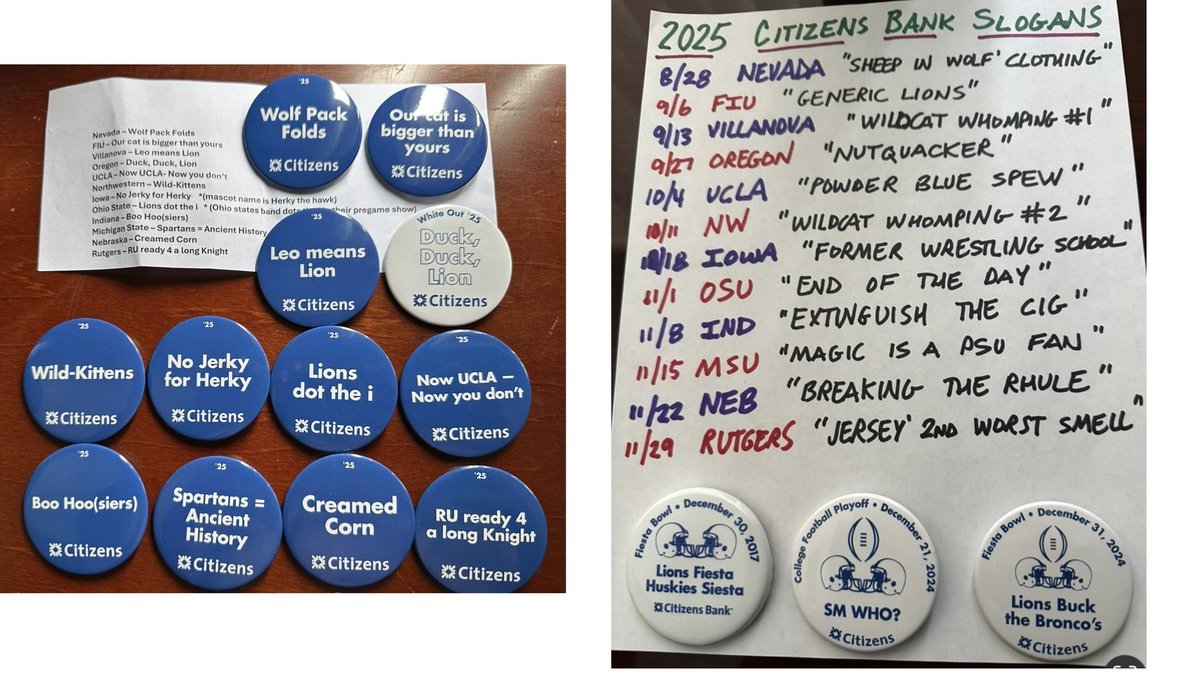 Nevada – Wolf Pack Folds
FIU – Our cat is bigger than yours
Villanova – Leo means Lion
Oregon – Duck, Duck, Lion
UCLA – Now UCLA- Now you don't
Northwestern – Wild-Kittens
Iowa – No Jerky for Herky *(mascot name is Herky the hawk)
Ohio State – Lions dot the i * (Ohio states band dots their pregame show)
Indiana – Boo Hoo(siers)
Michigan State – Spartans = Ancient History
Nebraska – Creamed Corn
Rutgers – RU ready 4 a long Knight
'25
Wolf Pack
Folds
Citizens
Our cat is
bigger than
yours
Citizens
Leo means
Lion
Citizens
White Out '25
Duck,
Duck,
Lion
Citizens
'25
Wild-Kittens
Citizens
'25
No Jerky
for Herky
Citizens
'25
Lions
dot the i
Citizens
'25
Now UCLA –
Now you don't
Citizens
'25
Boo Hoo(siers)
Citizens
'25
Spartans =
Ancient
History
Citizens
'25
Creamed
Corn
Citizens
'25
RU ready 4
a long Knight
Citizens
2025 CITIZENS BANK SLOGANS
8/28 NEVADA "SHEEP IN WOLF' CLOTHING"
9/6 FIU "GENERIC LIONS"
9/13 VILLANOVA "WILDCAT WHOMPING #1"
9/27 OREGON "NUTQUACKER"
10/4 UCLA "POWDER BLUE SPEW"
10/11 NW "WILDCAT WHOMPING #2"
10/18 IOWA "FORMER WRESTLING SCHOOL"
11/1 OSU "END OF THE DAY"
11/8 IND "EXTINGUISH THE CIG"
11/15 MSU "MAGIC IS A PSU FAN"
11/22 NEB "BREAKING THE RHULE"
11/29 RUTGERS "JERSEY' 2ND WORST SMELL"
Fiesta Bowl • December 30, 2017
Lions Fiesta
Huskies Siesta
Citizens Bank
College Football Playoff • December 21, 2024
SM WHO?
Citizens
Fiesta Bowl • December 31, 2024
Lions Buck
the Bronco's
Citizens